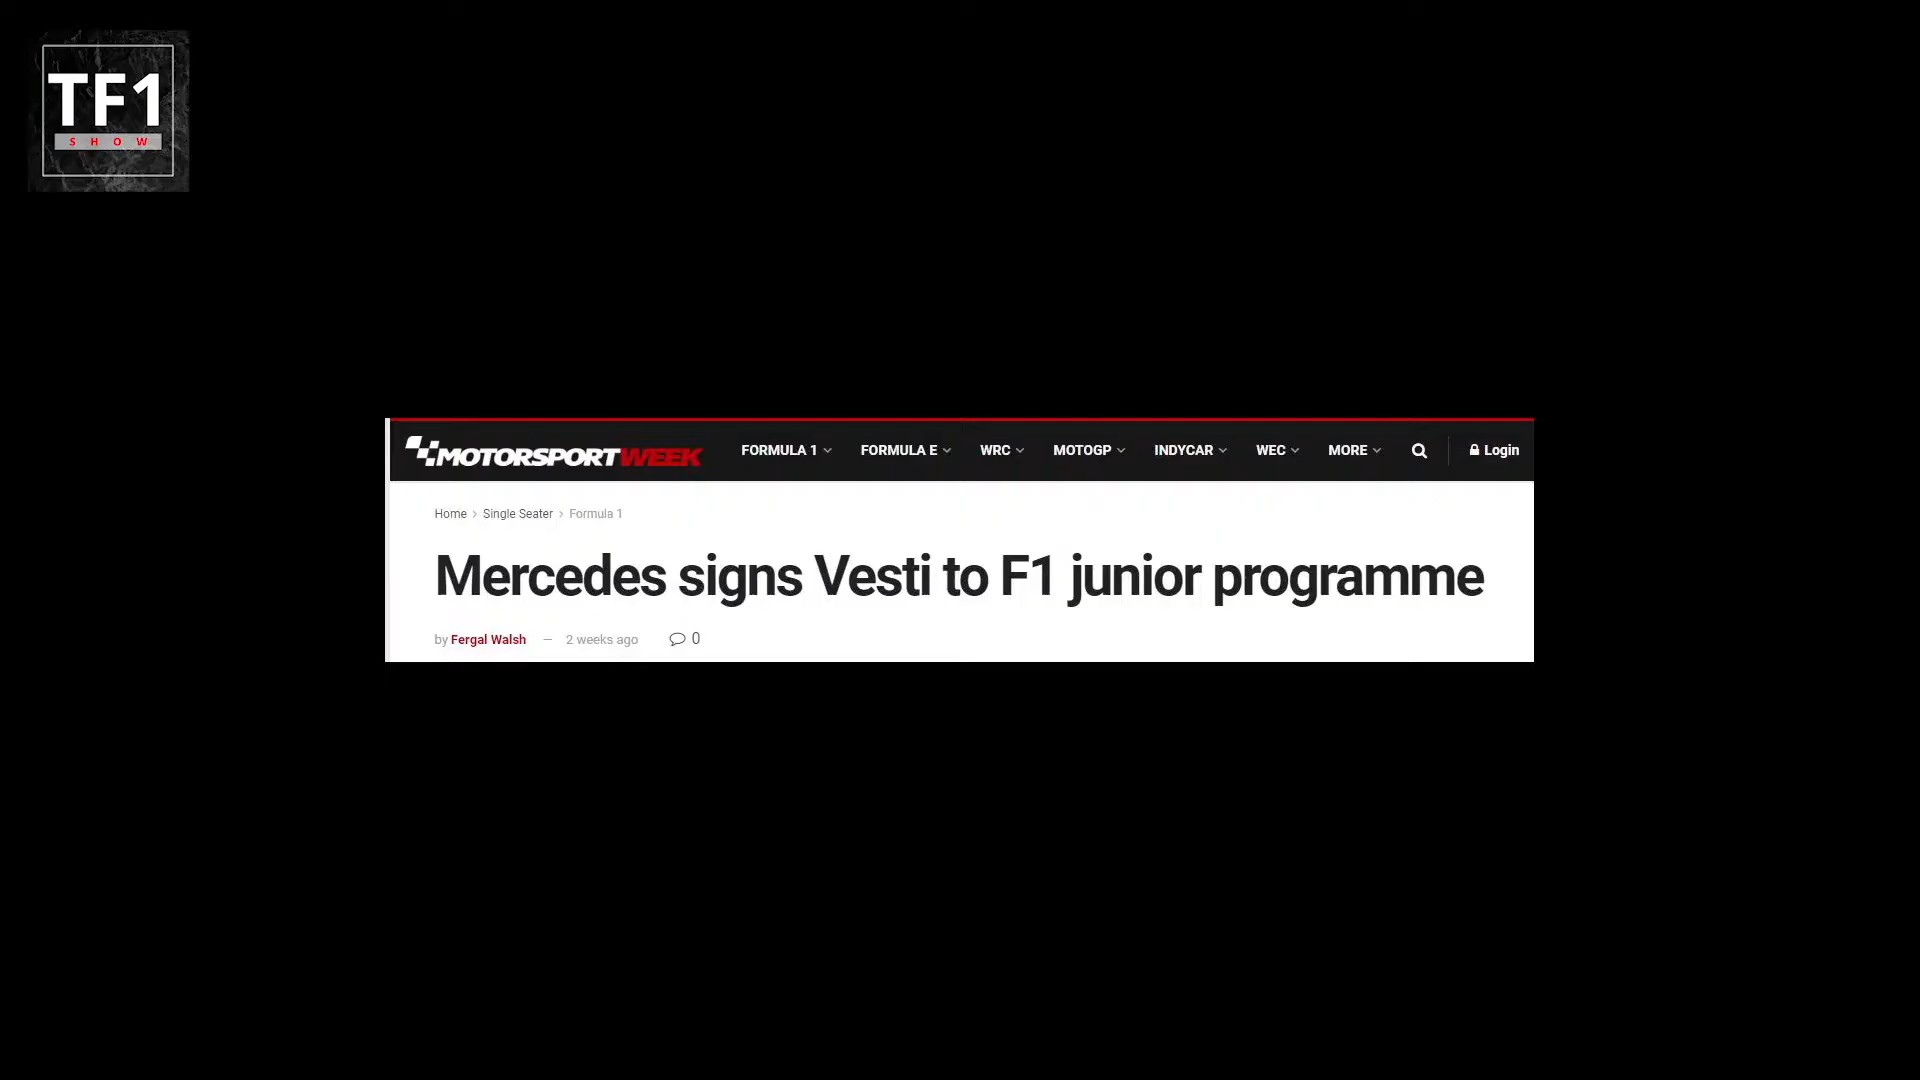 TF1
SHOW
MOTORSPORTWEEK FORMULA 1 FORMULA E WRC MOTOGP INDYCAR WEC MORE Login
Home > Single Seater > Formula 1
Mercedes signs Vesti to F1 junior programme
by Fergal Walsh — 2 weeks ago 0